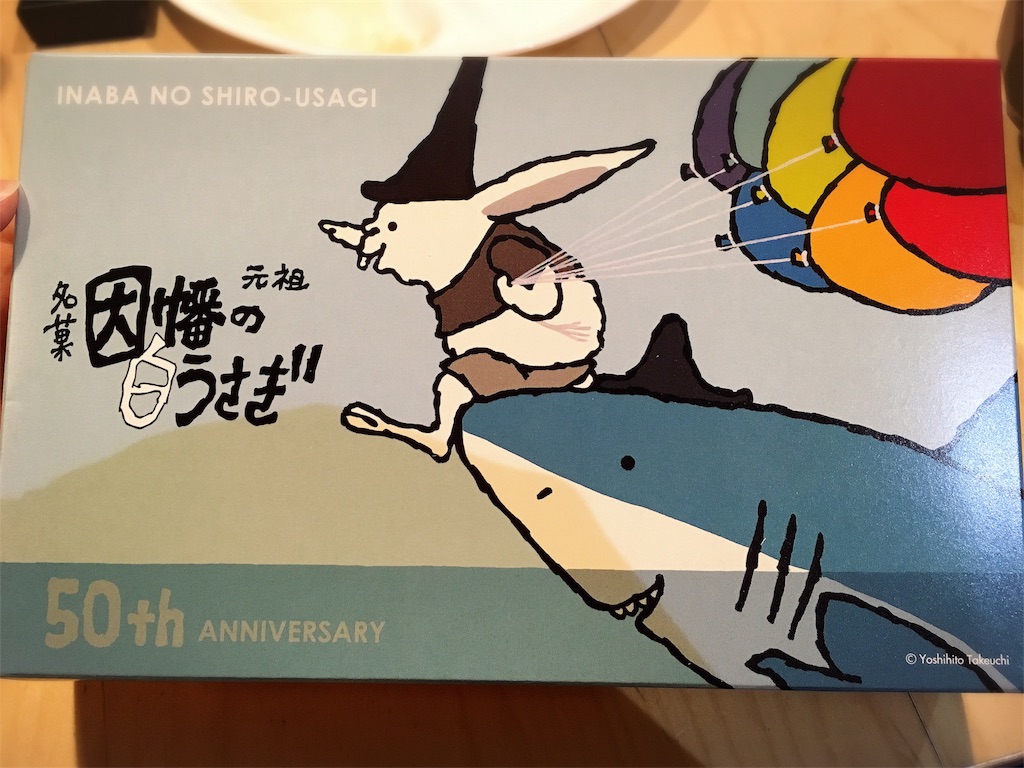 INABA NO SHIRO-USAGI
元祖
名菓
因幡の
白うさぎ
50th ANNIVERSARY
© Yoshihito Takeuchi